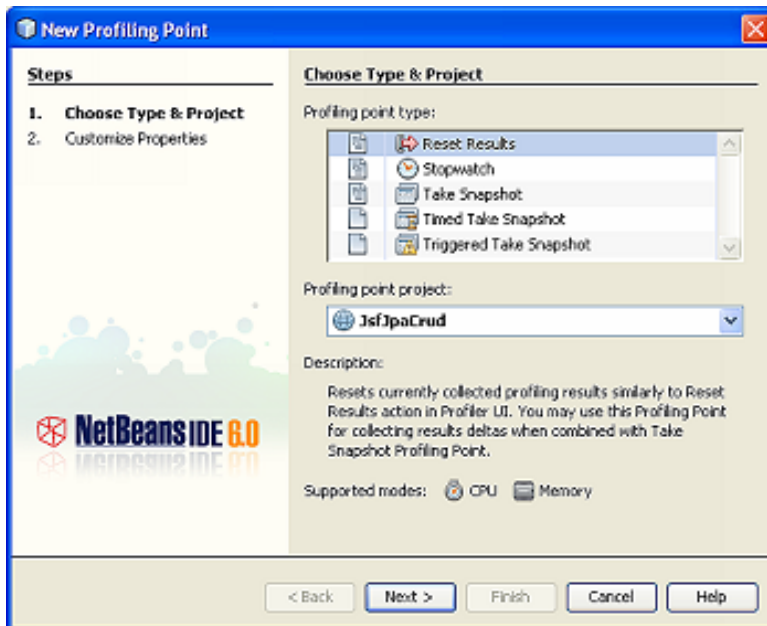 New Profiling Point
Steps
1. Choose Type & Project
2. Customize Properties
NetBeans IDE 6.0
Choose Type & Project
Profiling point type:
Reset Results
Stopwatch
Take Snapshot
Timed Take Snapshot
Triggered Take Snapshot
Profiling point project:
JsfJpaCrud
Description:
Resets currently collected profiling results similarly to Reset
Results action in Profiler UI. You may use this Profiling Point
for collecting results deltas when combined with Take
Snapshot Profiling Point.
Supported modes: CPU Memory
< Back Next > Finish Cancel Help